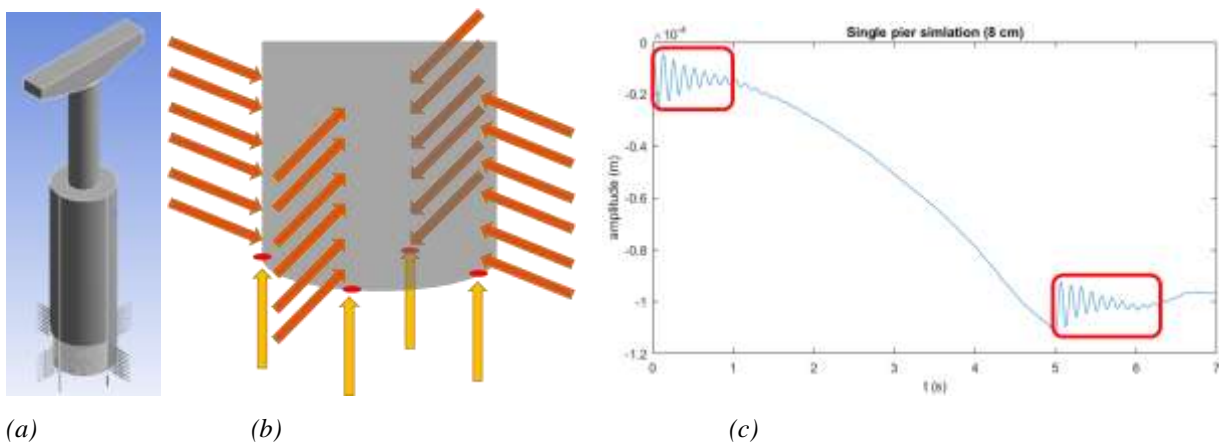 Single pier simlation (8 cm)
×10⁻⁴
0
-0.2
-0.4
-0.6
-0.8
-1
-1.2
amplitude (m)
0 1 2 3 4 5 6 7
t (s)
(a) (b) (c)